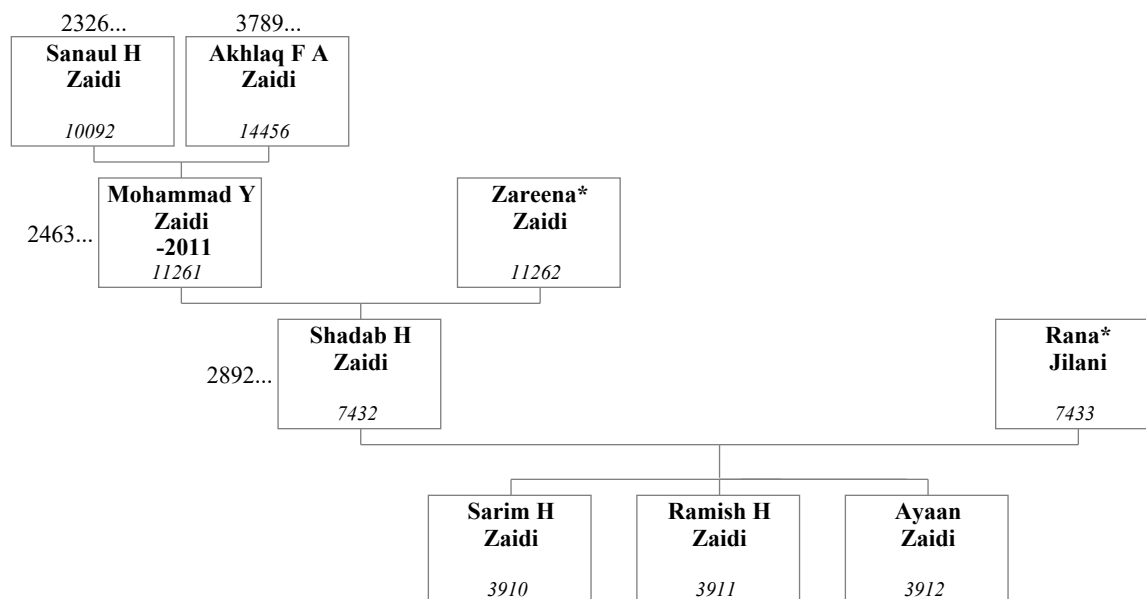 2326...
3789...
Sanaul H
Zaidi
10092
Akhlaq F A
Zaidi
14456
2463...
Mohammad Y
Zaidi
-2011
11261
Zareena*
Zaidi
11262
2892...
Shadab H
Zaidi
7432
Rana*
Jilani
7433
Sarim H
Zaidi
3910
Ramish H
Zaidi
3911
Ayaan
Zaidi
3912